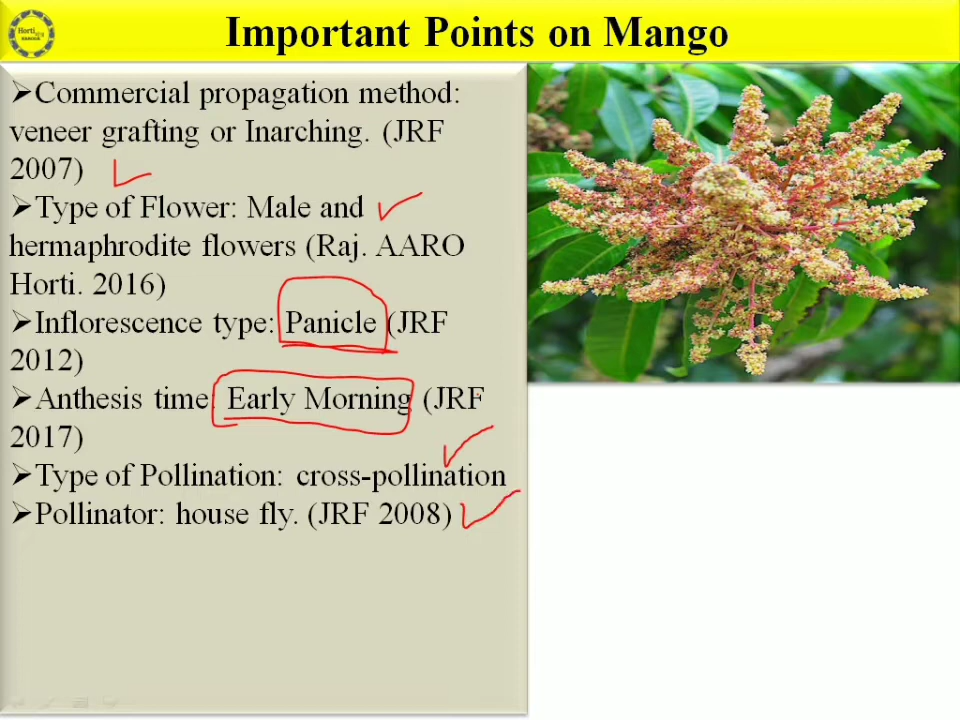 Horti
Important Points on Mango
➢Commercial propagation method:
veneer grafting or Inarching. (JRF
2007)
➢Type of Flower: Male and
hermaphrodite flowers (Raj. AARO
Horti. 2016)
➢Inflorescence type: Panicle (JRF
2012)
➢Anthesis time: Early Morning (JRF
2017)
➢Type of Pollination: cross-pollination
➢Pollinator: house fly. (JRF 2008)